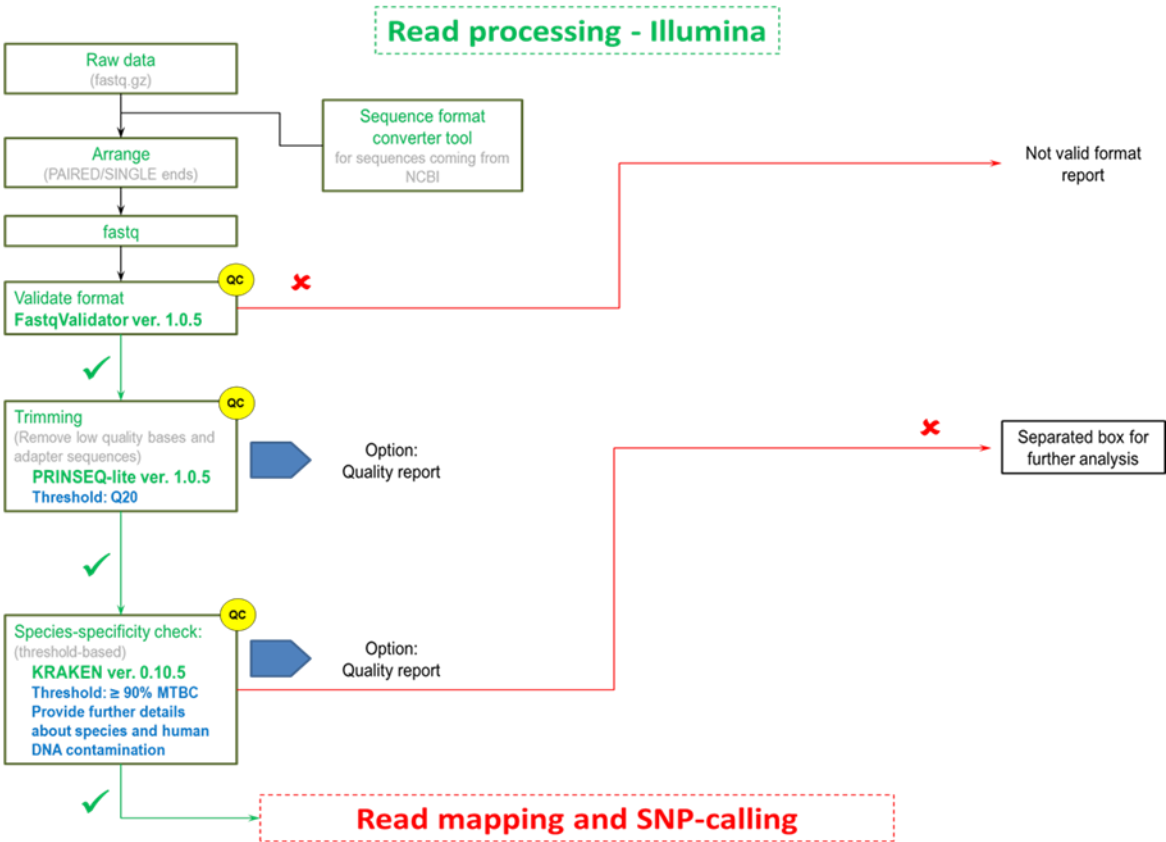 Read processing - Illumina
Raw data
(fastq.gz)
Sequence format
converter tool
for sequences coming from
NCBI
Arrange
(PAIRED/SINGLE ends)
Not valid format
report
fastq
QC
Validate format
FastqValidator ver. 1.0.5
QC
Trimming
(Remove low quality bases and
adapter sequences)
PRINSEQ-lite ver. 1.0.5
Threshold: Q20
Option:
Quality report
Separated box for
further analysis
QC
Species-specificity check:
(threshold-based)
KRAKEN ver. 0.10.5
Threshold: ≥ 90% MTBC
Provide further details
about species and human
DNA contamination
Option:
Quality report
Read mapping and SNP-calling